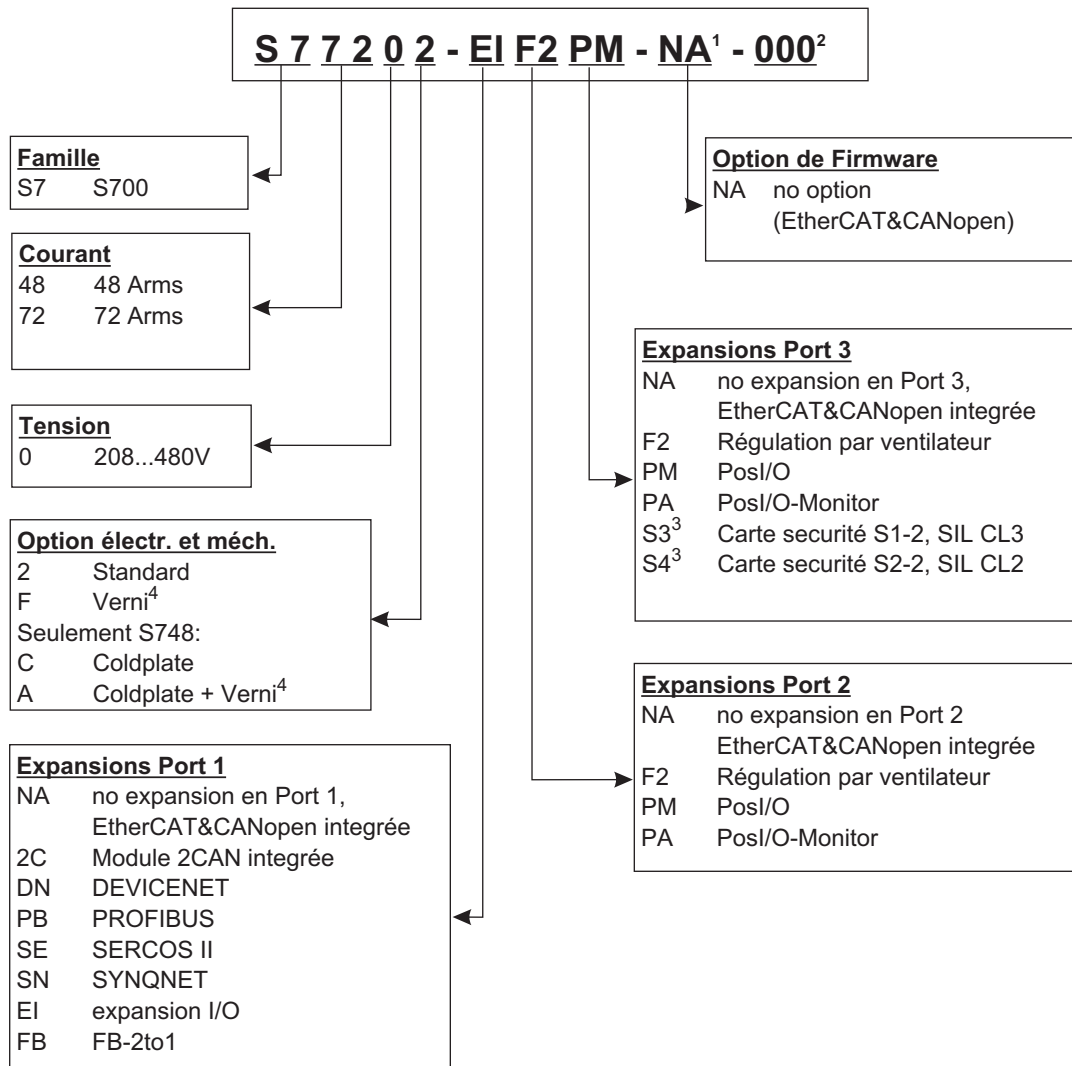 S 7 7 2 0 2 - EI F2 PM - NA¹ - 000²
Famille
S7 S700
Courant
48 48 Arms
72 72 Arms
Tension
0 208...480V
Option électr. et méch.
2 Standard
F Verni⁴
Seulement S748:
C Coldplate
A Coldplate + Verni⁴
Expansions Port 1
NA no expansion en Port 1,
EtherCAT&CANopen integrée
2C Module 2CAN integrée
DN DEVICENET
PB PROFIBUS
SE SERCOS II
SN SYNQNET
EI expansion I/O
FB FB-2to1
Option de Firmware
NA no option
(EtherCAT&CANopen)
Expansions Port 3
NA no expansion en Port 3,
EtherCAT&CANopen integrée
F2 Régulation par ventilateur
PM PosI/O
PA PosI/O-Monitor
S3³ Carte securité S1-2, SIL CL3
S4³ Carte securité S2-2, SIL CL2
Expansions Port 2
NA no expansion en Port 2
EtherCAT&CANopen integrée
F2 Régulation par ventilateur
PM PosI/O
PA PosI/O-Monitor